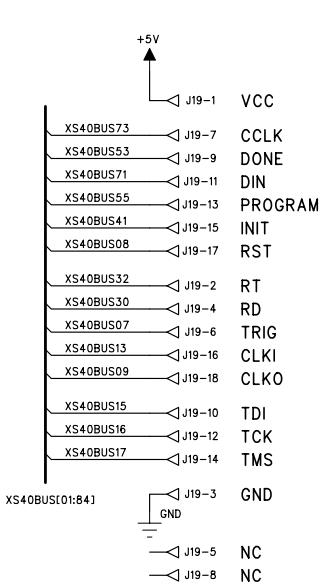 +5V
J19-1 VCC
XS40BUS73 J19-7 CCLK
XS40BUS53 J19-9 DONE
XS40BUS71 J19-11 DIN
XS40BUS55 J19-13 PROGRAM
XS40BUS41 J19-15 INIT
XS40BUS08 J19-17 RST
XS40BUS32 J19-2 RT
XS40BUS30 J19-4 RD
XS40BUS07 J19-6 TRIG
XS40BUS13 J19-16 CLKI
XS40BUS09 J19-18 CLKO
XS40BUS15 J19-10 TDI
XS40BUS16 J19-12 TCK
XS40BUS17 J19-14 TMS
XS40BUS[01:84]
J19-3 GND
GND
J19-5 NC
J19-8 NC